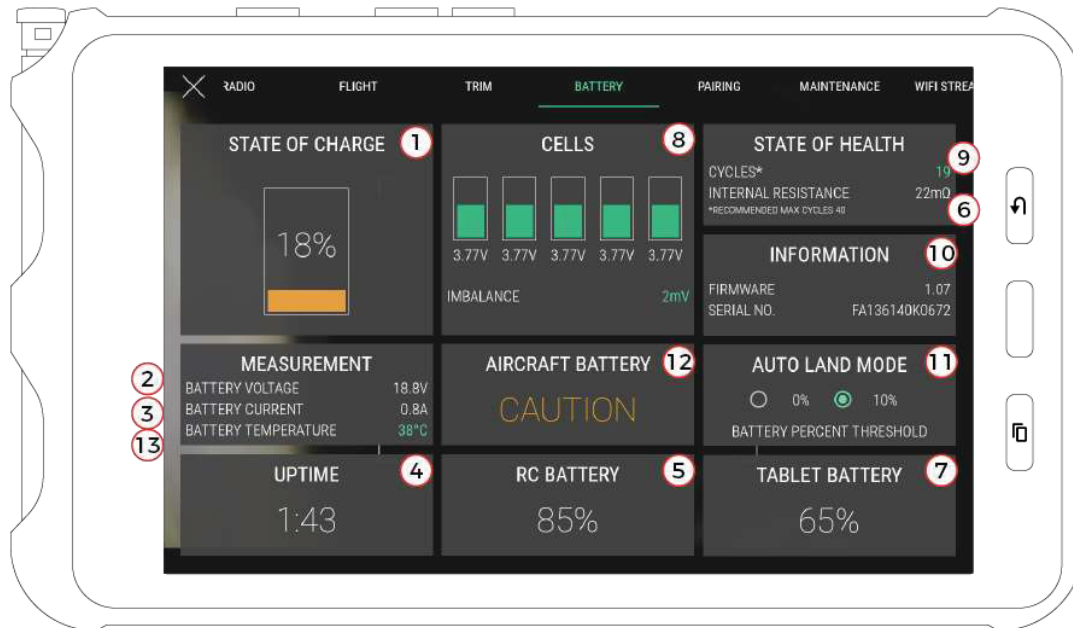 RADIO FLIGHT TRIM BATTERY PAIRING MAINTENANCE WIFI STREA
STATE OF CHARGE 1
18%
CELLS 8
3.77V 3.77V 3.77V 3.77V 3.77V
IMBALANCE 2mV
STATE OF HEALTH
9
CYCLES* 19
INTERNAL RESISTANCE 22mΩ
*RECOMMENDED MAX CYCLES 40
6
INFORMATION 10
FIRMWARE 1.07
SERIAL NO. FA136140K0672
MEASUREMENT
2 BATTERY VOLTAGE 18.8V
3 BATTERY CURRENT 0.8A
13 BATTERY TEMPERATURE 38°C
AIRCRAFT BATTERY 12
CAUTION
AUTO LAND MODE 11
0% 10%
BATTERY PERCENT THRESHOLD
UPTIME 4
1:43
RC BATTERY 5
85%
TABLET BATTERY 7
65%